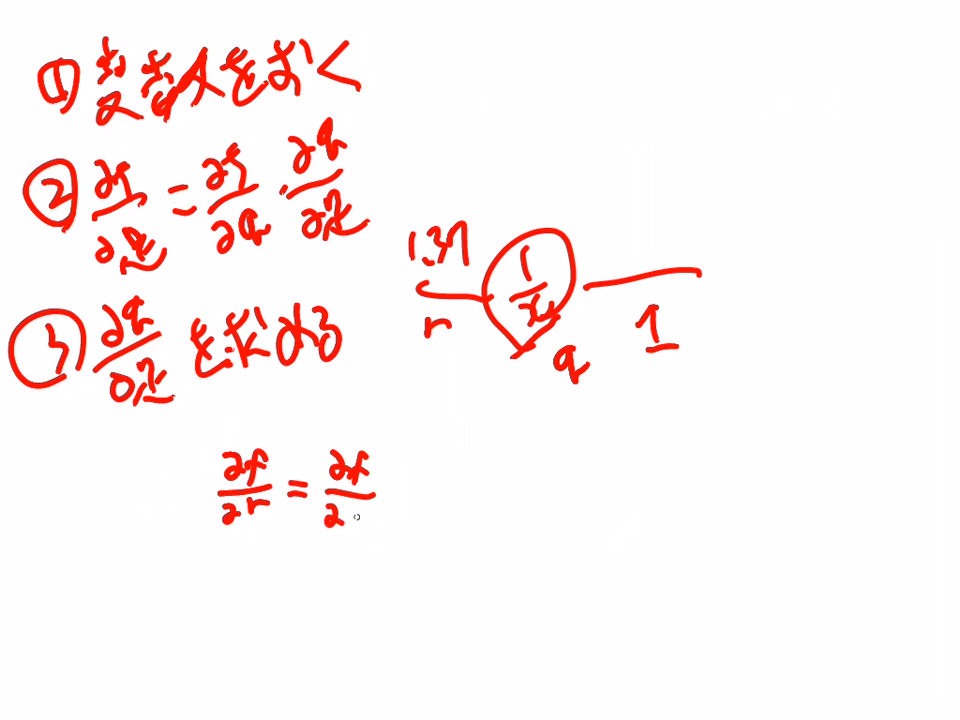 ① 変数をおく
② ∂f/∂z = ∂f/∂q · ∂q/∂z
③ ∂q/∂z を求める
1.37
r
1/x
q
1
∂f/∂r = ∂f/∂